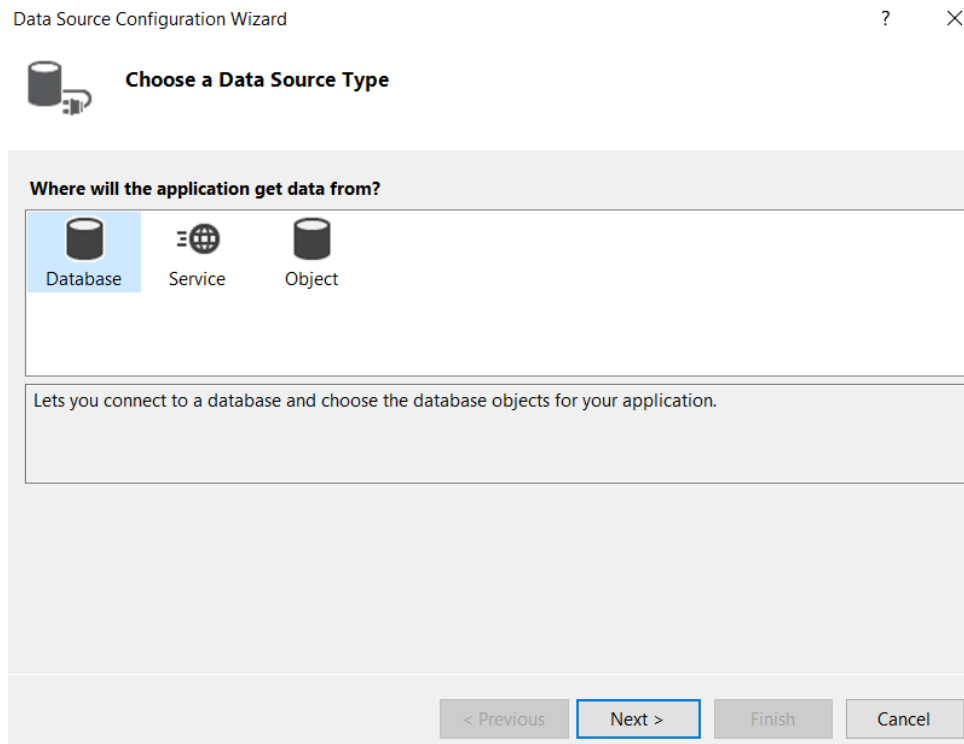 Data Source Configuration Wizard ?
Choose a Data Source Type
Where will the application get data from?
Database Service Object
Lets you connect to a database and choose the database objects for your application.
< Previous Next > Finish Cancel